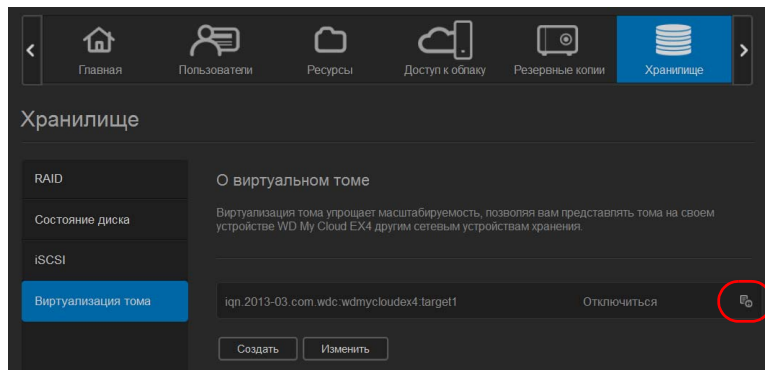 Главная
Пользователи
Ресурсы
Доступ к облаку
Резервные копии
Хранилище
Хранилище
RAID
Состояние диска
iSCSI
Виртуализация тома
О виртуальном томе
Виртуализация тома упрощает масштабируемость, позволяя вам представлять тома на своем
устройстве WD My Cloud EX4 другим сетевым устройствам хранения.
iqn.2013-03.com.wdc:wdmycloudex4:target1 Отключиться
Создать Изменить